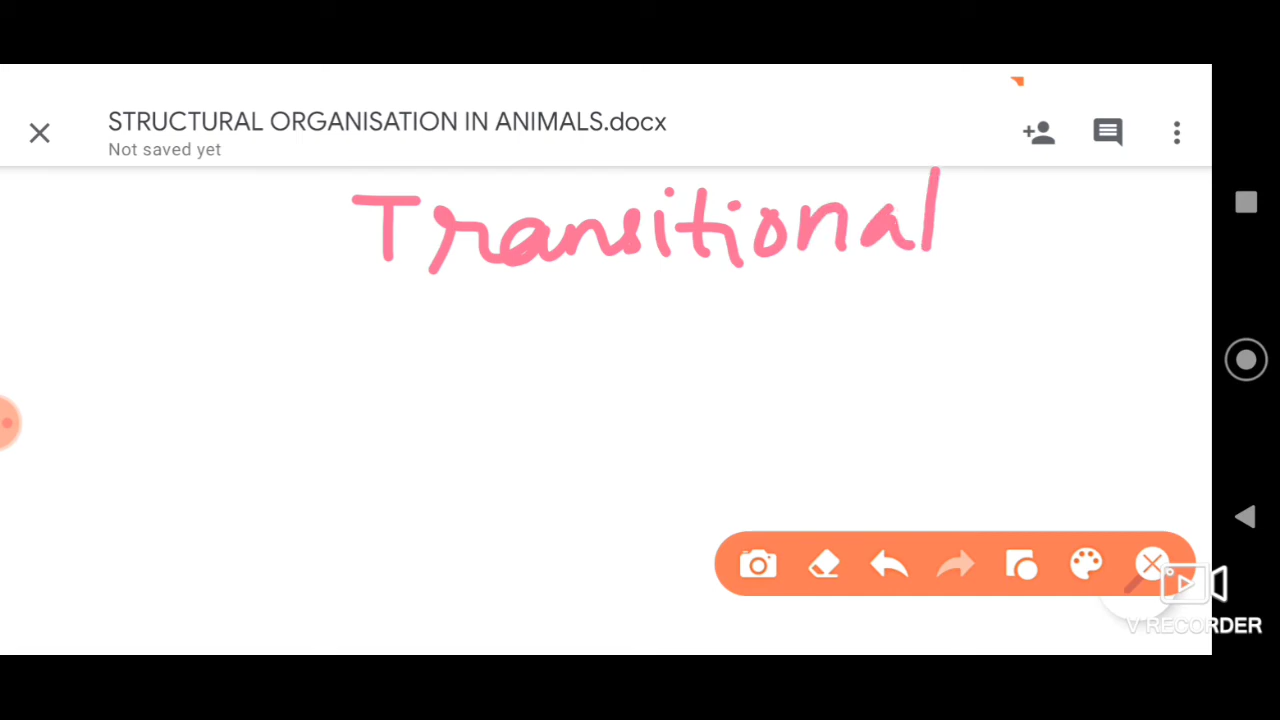 STRUCTURAL ORGANISATION IN ANIMALS.docx
Not saved yet
Transitional
V RECORDER